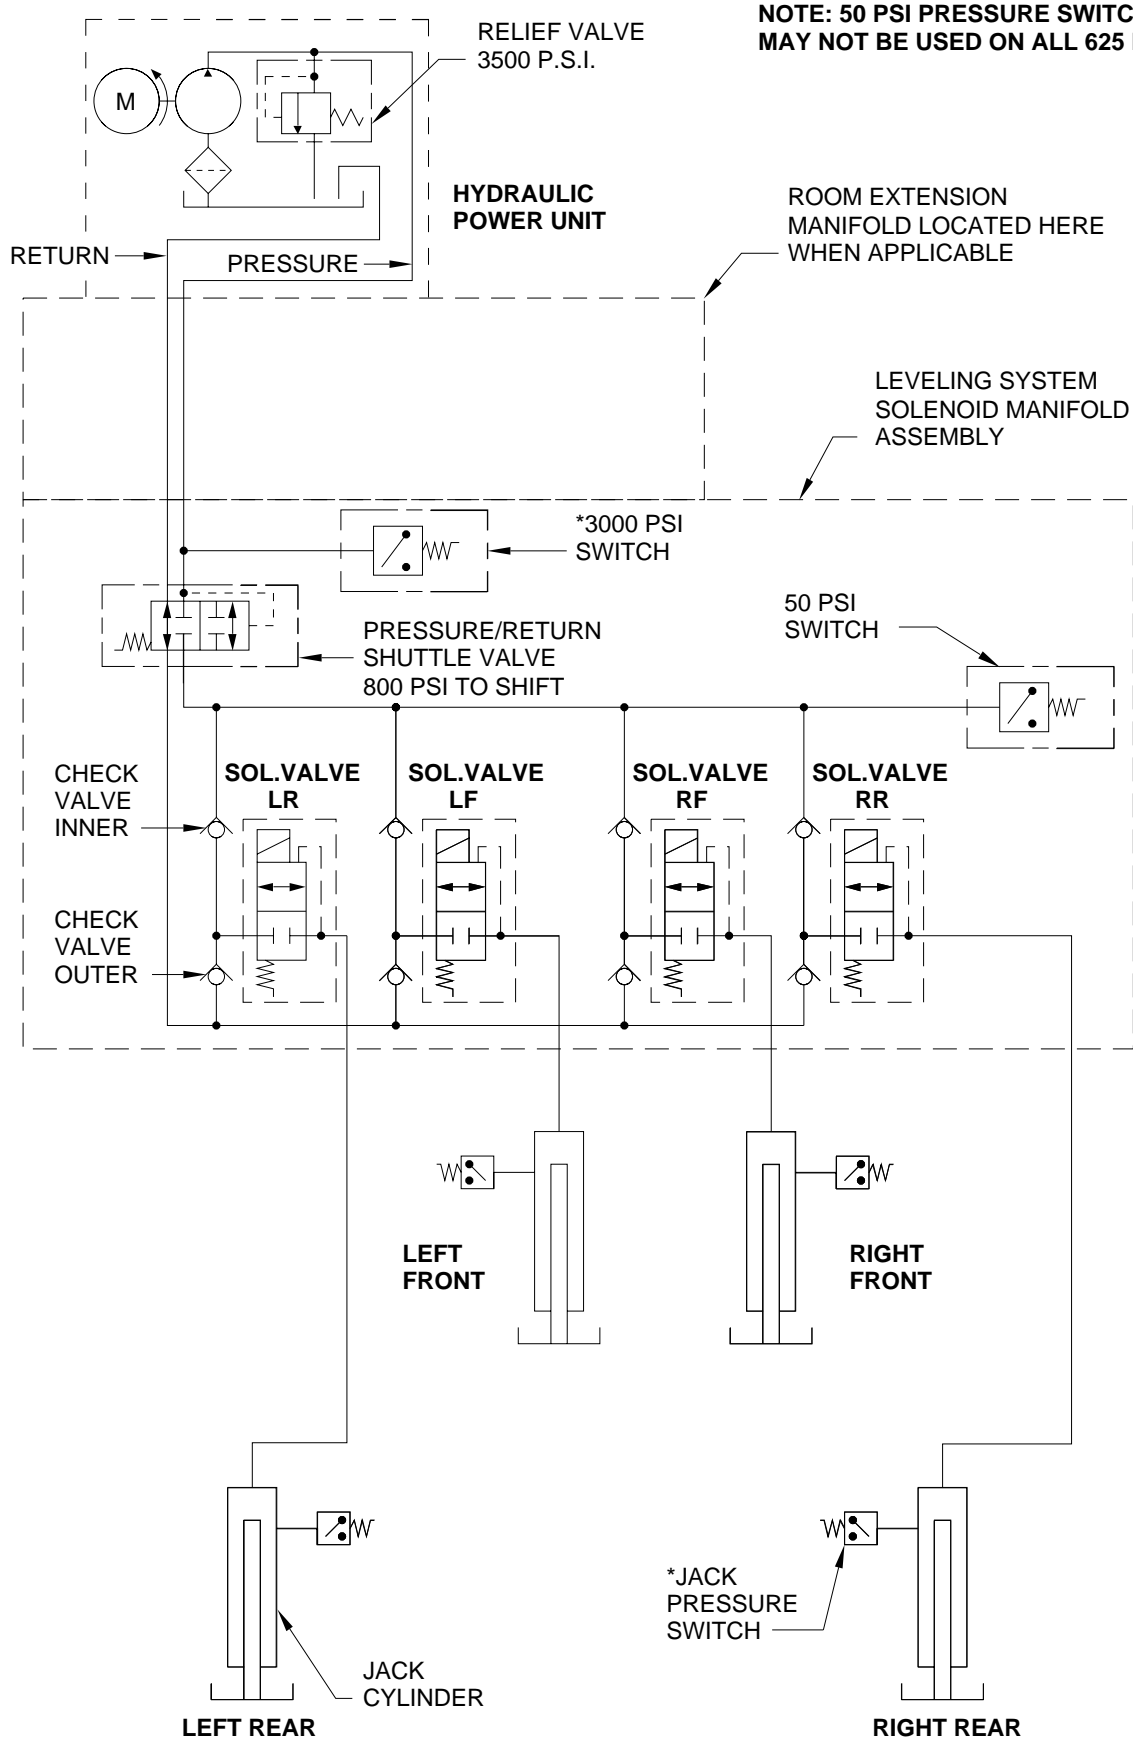 NOTE: 50 PSI PRESSURE
MAY NOT BE USED ON ALL 625
RELIEF VALVE
3500 P.S.I.
M
HYDRAULIC
POWER UNIT
ROOM EXTENSION
MANIFOLD LOCATED HERE
WHEN APPLICABLE
RETURN
PRESSURE
LEVELING SYSTEM
SOLENOID MANIFOLD
ASSEMBLY
*3000 PSI
SWITCH
50 PSI
SWITCH
PRESSURE/RETURN
SHUTTLE VALVE
800 PSI TO SHIFT
CHECK
VALVE
INNER
SOL.VALVE
LR
SOL.VALVE
LF
SOL.VALVE
RF
SOL.VALVE
RR
CHECK
VALVE
OUTER
LEFT
FRONT
RIGHT
FRONT
*JACK
PRESSURE
SWITCH
JACK
CYLINDER
LEFT REAR
RIGHT REAR